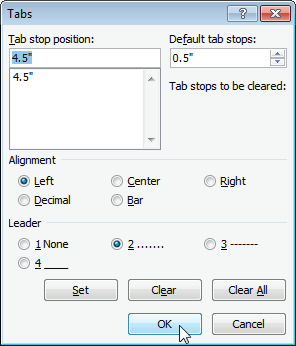 Tabs
Tab stop position:
Default tab stops:
4.5"
0.5"
4.5"
Tab stops to be cleared:
Alignment
Left
Center
Right
Decimal
Bar
Leader
1 None
2 .......
3 -------
4 ____
Set
Clear
Clear All
OK
Cancel